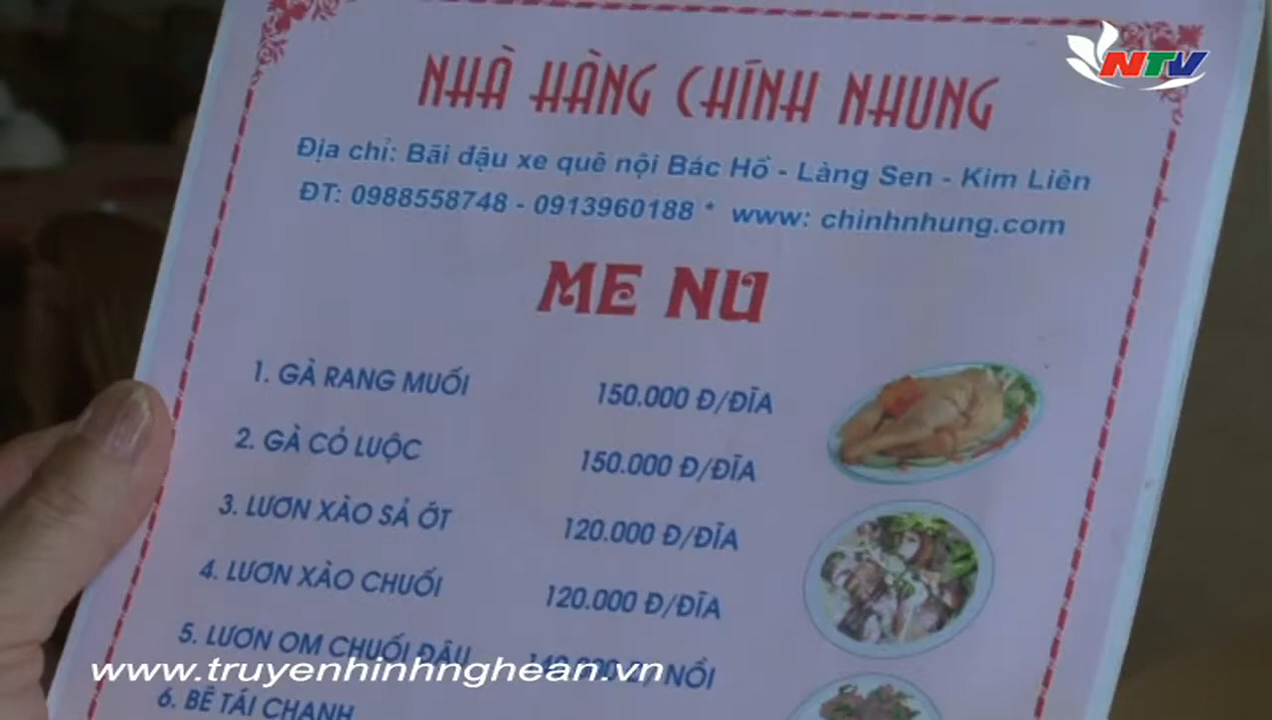 NTV
NHÀ HÀNG CHÍNH NHUNG
Địa chỉ: Bãi đậu xe quê nội Bác Hồ - Làng Sen - Kim Liên
ĐT: 0988558748 - 0913960188 * www: chinhnhung.com
ME NU
1. GÀ RANG MUỐI 150.000 Đ/ĐĨA
2. GÀ CỎ LUỘC 150.000 Đ/ĐĨA
3. LƯƠN XÀO SẢ ỚT 120.000 Đ/ĐĨA
4. LƯƠN XÀO CHUỐI 120.000 Đ/ĐĨA
5. LƯƠN OM CHUỐI ĐẬU 140.000 Đ/ NỒI
www.truyenhinhnghean.vn
6. BÊ TÁI CHANH